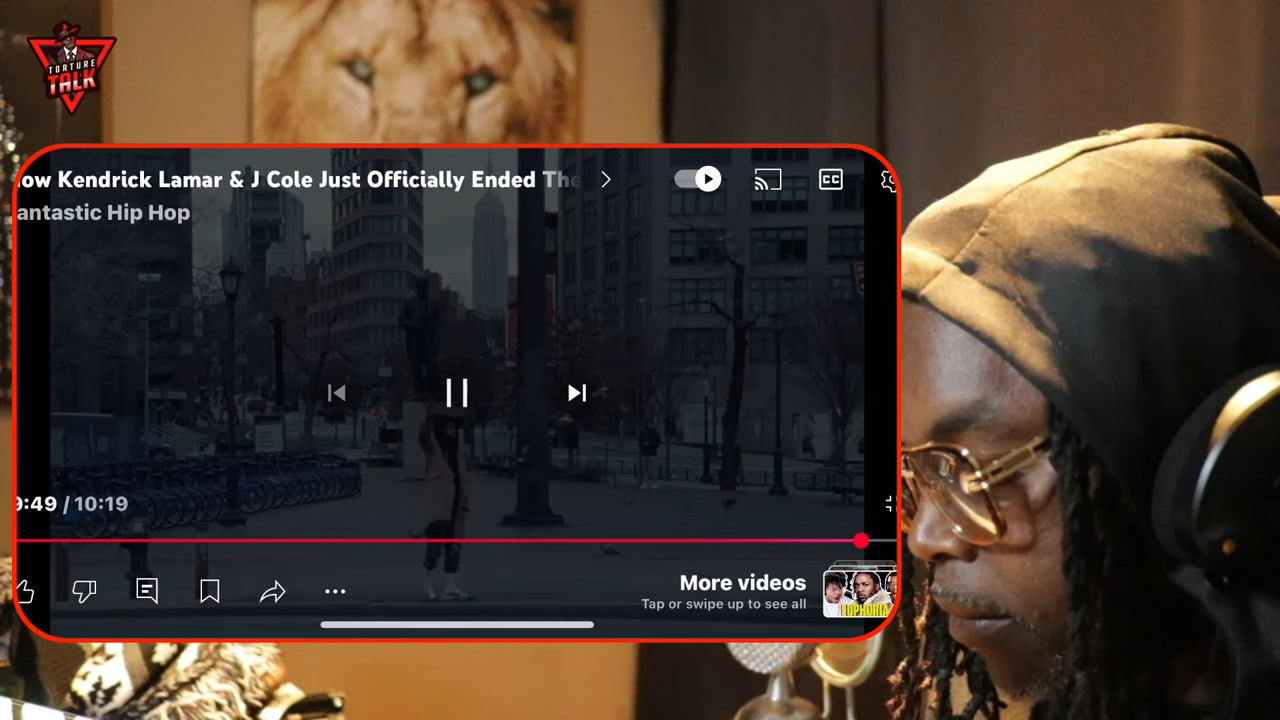 TORTURE
TALK
ow Kendrick Lamar & J Cole Just Officially Ended The
antastic Hip Hop
CC
9:49 / 10:19
More videos
Tap or swipe up to see all
EUPHORIA